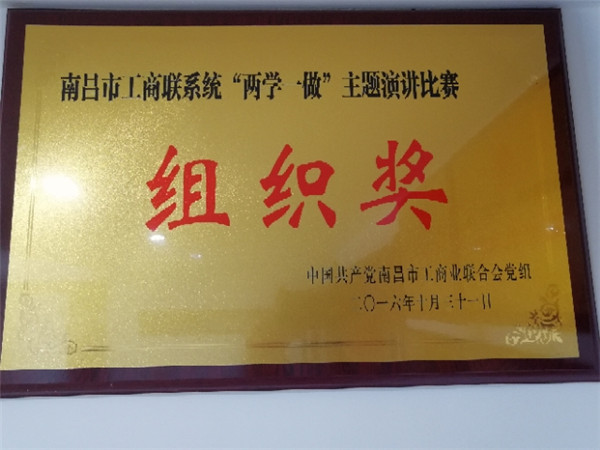 南昌市工商联系统“两学一做”主题演讲比赛
组织奖
中国共产党南昌市工商业联合会党组
二〇一六年十月三十一日